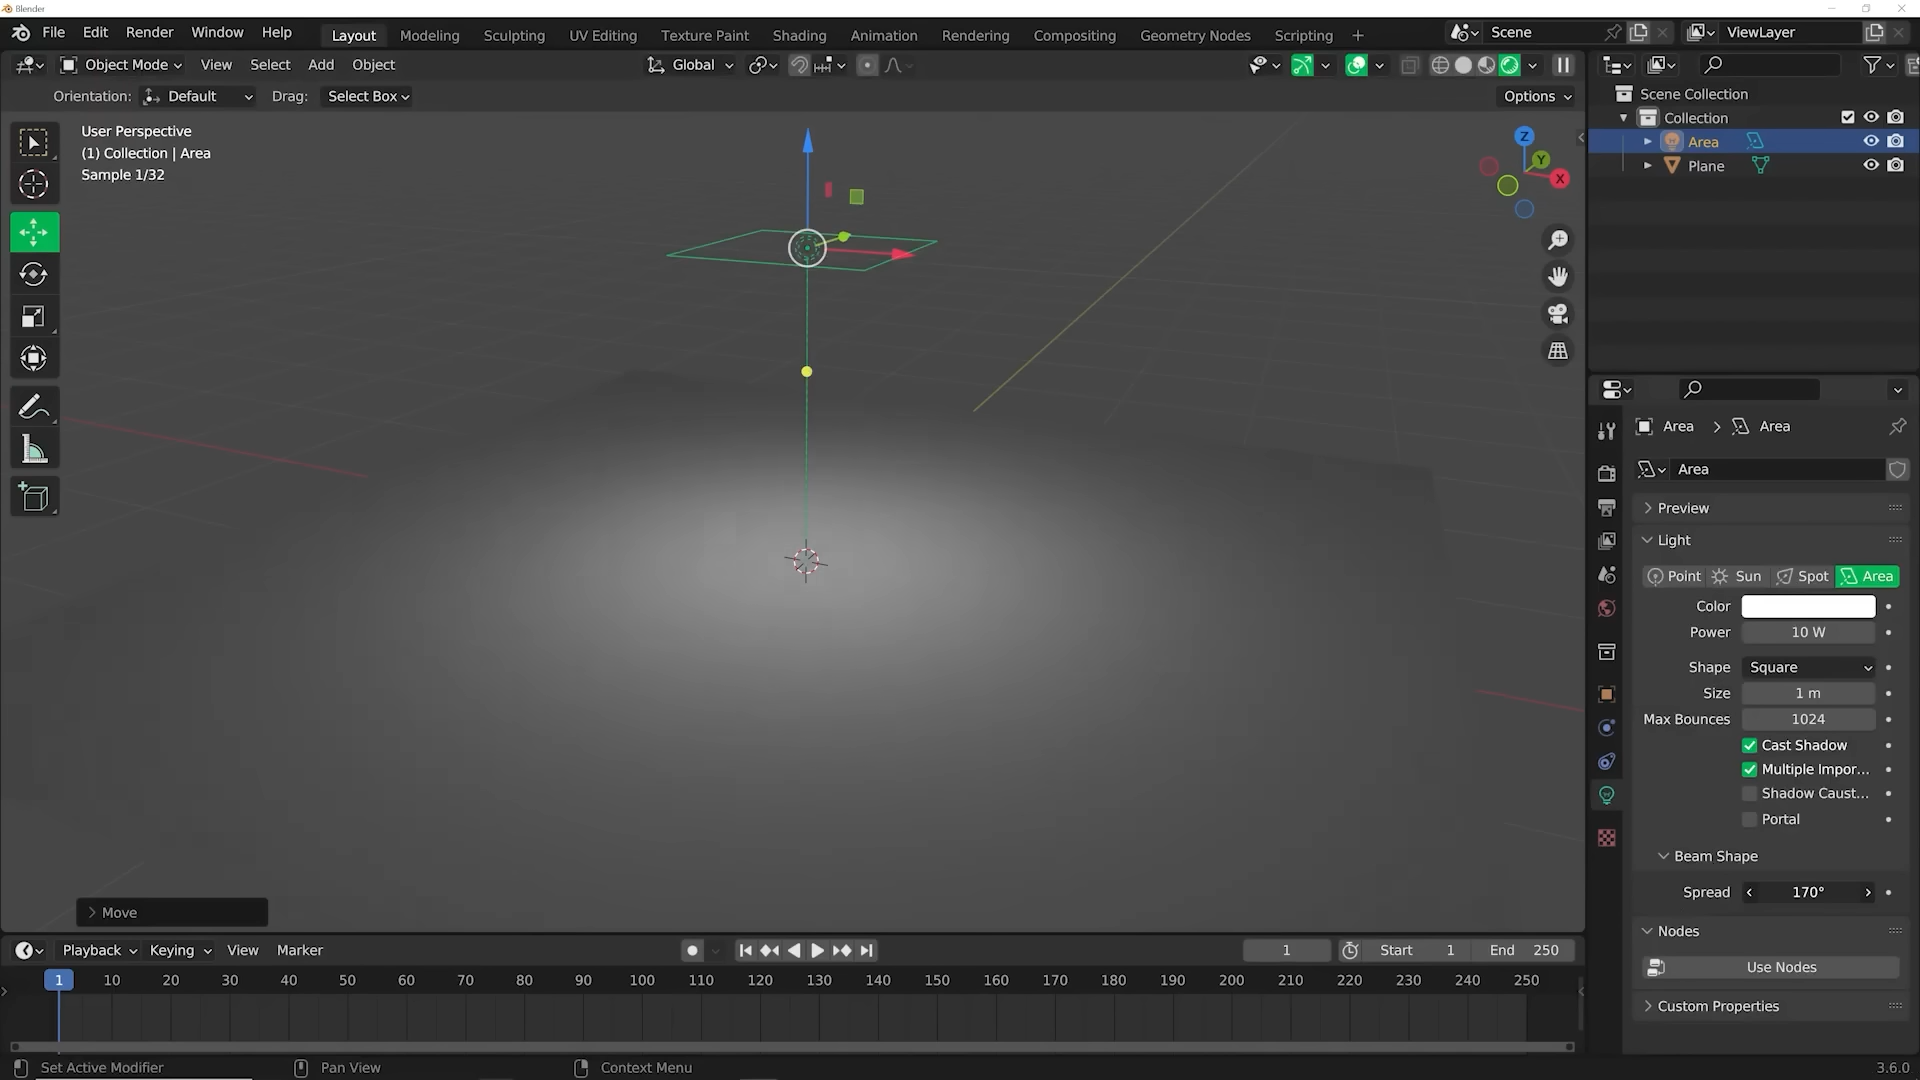 Blender
File Edit Render Window Help
Layout Modeling Sculpting UV Editing Texture Paint Shading Animation Rendering Compositing Geometry Nodes Scripting +
Scene
ViewLayer
Object Mode View Select Add Object
Global
Orientation: Default Drag: Select Box
Options
User Perspective
(1) Collection | Area
Sample 1/32
Z
Y
X
Scene Collection
Collection
Area
Plane
Area > Area
Area
Preview
Light
Point Sun Spot Area
Color
Power 10 W
Shape Square
Size 1 m
Max Bounces 1024
Cast Shadow
Multiple Impor...
Shadow Caust...
Portal
Beam Shape
Spread 170°
Nodes
Use Nodes
Custom Properties
Move
Playback Keying View Marker
1 Start 1 End 250
1 10 20 30 40 50 60 70 80 90 100 110 120 130 140 150 160 170 180 190 200 210 220 230 240 250
Set Active Modifier Pan View Context Menu
3.6.0